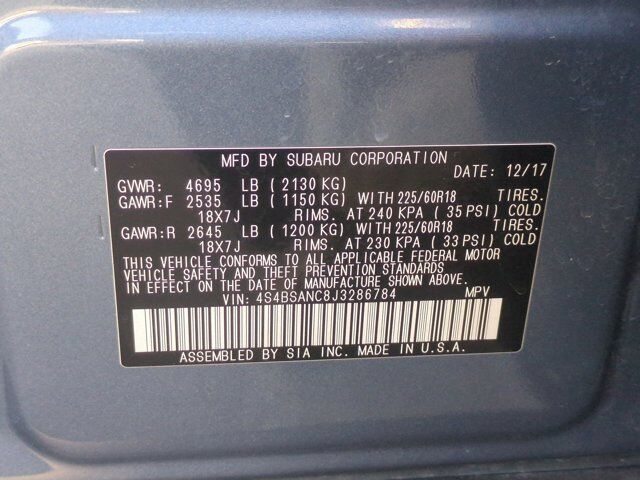 MFD BY SUBARU CORPORATION
DATE: 12/17
GVWR: 4695 LB (2130 KG)
GAWR:F 2535 LB (1150 KG) WITH 225/60R18 TIRES.
18X7J RIMS. AT 240 KPA (35 PSI) COLD
GAWR:R 2645 LB (1200 KG) WITH 225/60R18 TIRES.
18X7J RIMS. AT 230 KPA (33 PSI) COLD
THIS VEHICLE CONFORMS TO ALL APPLICABLE FEDERAL MOTOR
VEHICLE SAFETY AND THEFT PREVENTION STANDARDS
IN EFFECT ON THE DATE OF MANUFACTURE SHOWN ABOVE.
VIN: 4S4BSANC8J3286784 MPV
ASSEMBLED BY SIA INC. MADE IN U.S.A.